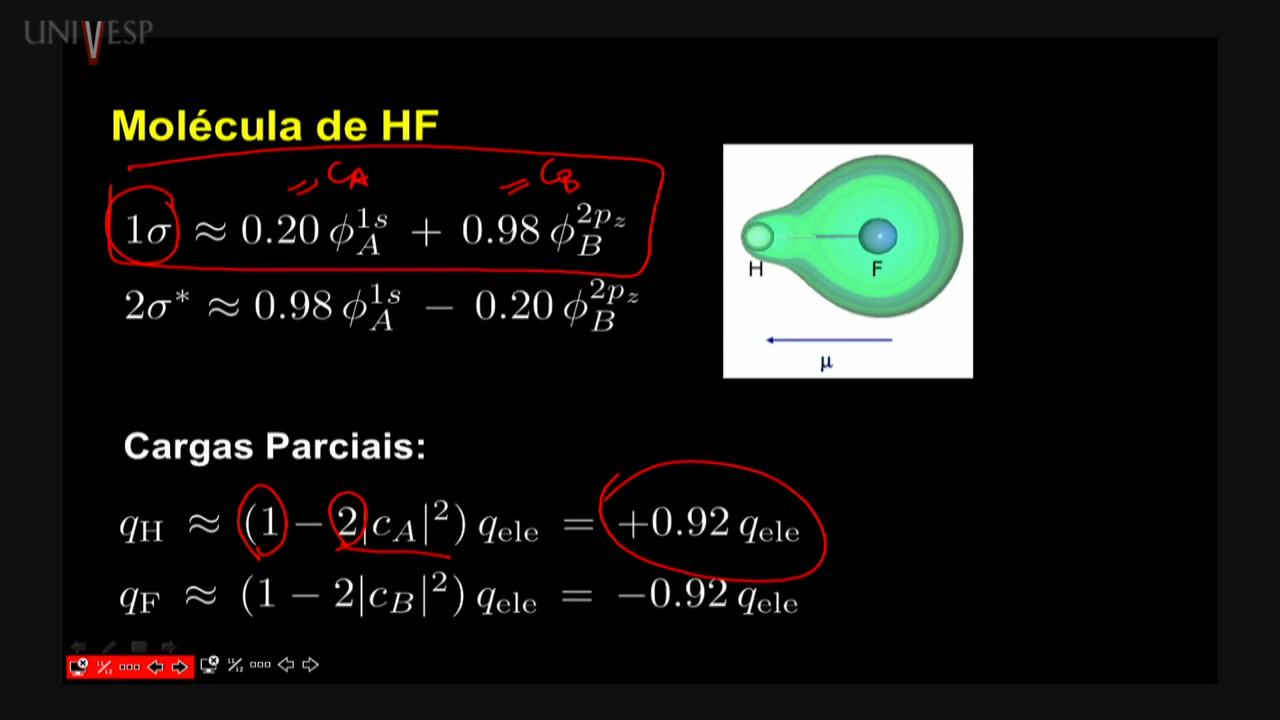 UNIVESP
Molécula de HF
= C_A = C_B
1σ ≈ 0.20 ϕ_A^{1s} + 0.98 ϕ_B^{2p_z}
2σ* ≈ 0.98 ϕ_A^{1s} − 0.20 ϕ_B^{2p_z}
H F
μ
Cargas Parciais:
q_H ≈ (1 − 2|c_A|²) q_ele = +0.92 q_ele
q_F ≈ (1 − 2|c_B|²) q_ele = −0.92 q_ele